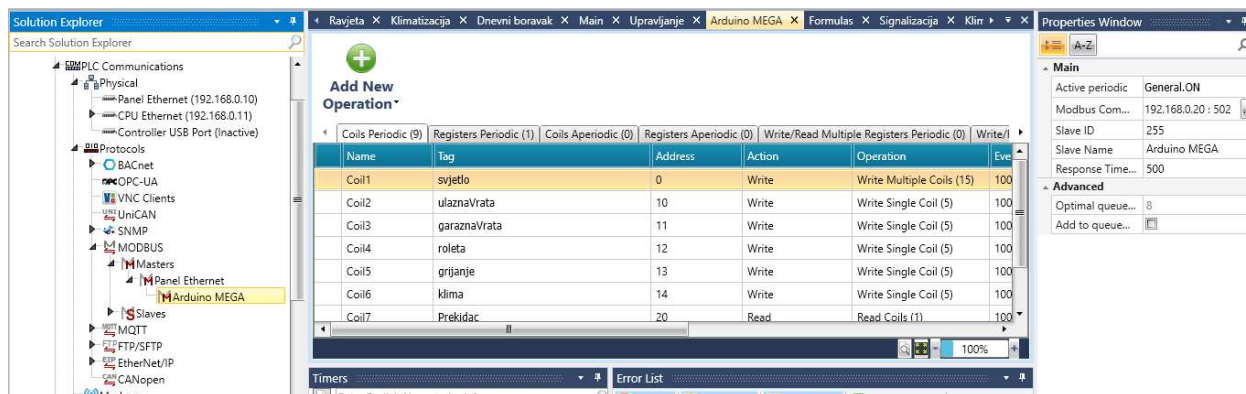 Solution Explorer
Search Solution Explorer
PLC Communications
Physical
Panel Ethernet (192.168.0.10)
CPU Ethernet (192.168.0.11)
Controller USB Port (Inactive)
Protocols
BACnet
OPC-UA
VNC Clients
UniCAN
SNMP
MODBUS
Masters
Panel Ethernet
Arduino MEGA
Slaves
MQTT
FTP/SFTP
EtherNet/IP
CANopen
Ravjeta Klimatizacija Dnevni boravak Main Upravljanje Arduino MEGA Formulas Signalizacija
Add New
Operation
Coils Periodic (9) Registers Periodic (1) Coils Aperiodic (0) Registers Aperiodic (0) Write/Read Multiple Registers Periodic (0)
Name Tag Address Action Operation Eve
Coil1 svjetlo 0 Write Write Multiple Coils (15) 100
Coil2 ulaznaVrata 10 Write Write Single Coil (5) 100
Coil3 garaznaVrata 11 Write Write Single Coil (5) 100
Coil4 roleta 12 Write Write Single Coil (5) 100
Coil5 grijanje 13 Write Write Single Coil (5) 100
Coil6 klima 14 Write Write Single Coil (5) 100
Coil7 Prekidac 20 Read Read Coils (1) 100
100%
Timers
Error List
Properties Window
A-Z
Main
Active periodic General.ON
Modbus Com... 192.168.0.20 : 502
Slave ID 255
Slave Name Arduino MEGA
Response Time... 500
Advanced
Optimal queue... 8
Add to queue...